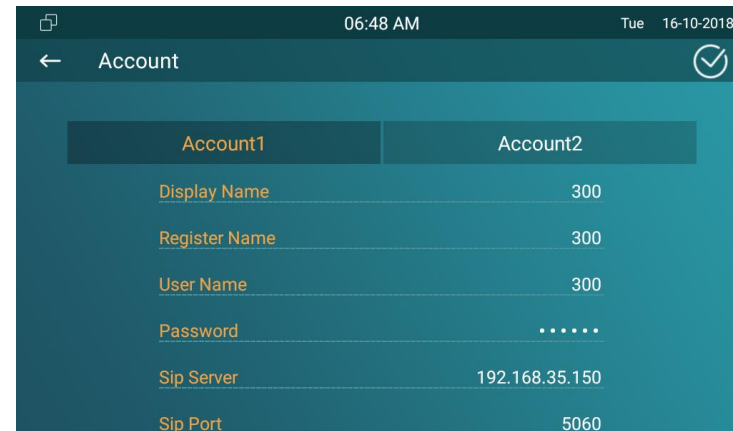 06:48 AM Tue 16-10-2018
Account
Account1 Account2
Display Name 300
Register Name 300
User Name 300
Password ••••••
Sip Server 192.168.35.150
Sip Port 5060